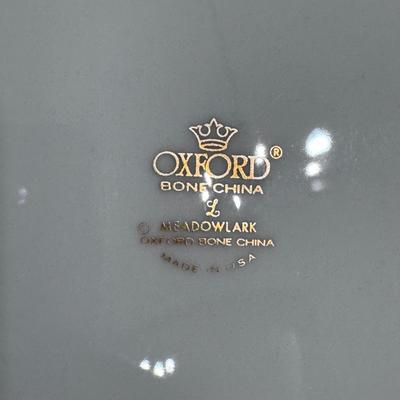 OXFORD®
BONE CHINA
L
© MEADOWLARK
OXFORD BONE CHINA
MADE IN USA